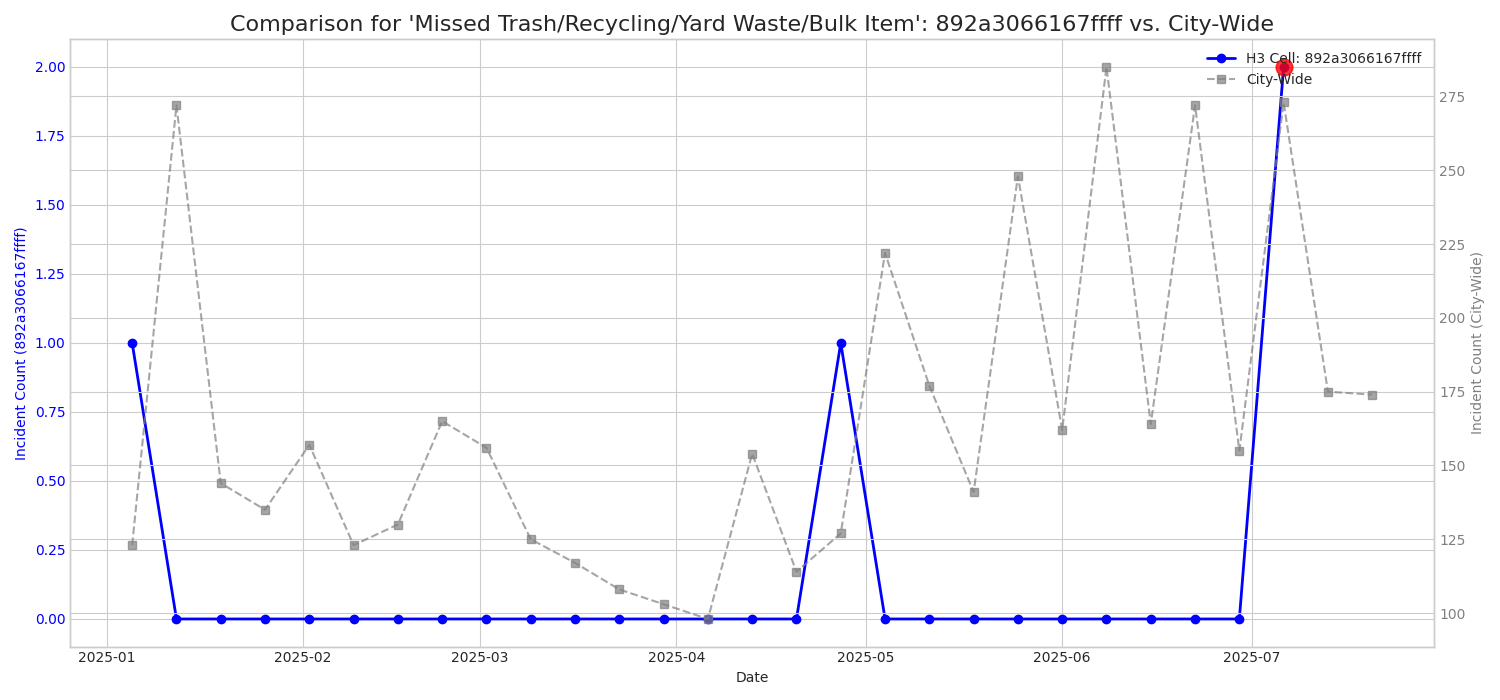 Comparison for 'Missed Trash/Recycling/Yard Waste/Bulk Item': 892a3066167ffff vs. City-Wide
H3 Cell: 892a3066167ffff
City-Wide
2.00
1.75
1.50
1.25
1.00
0.75
0.50
0.25
0.00
Incident Count (892a3066167ffff)
275
250
225
200
175
150
125
100
Incident Count (City-Wide)
2025-01 2025-02 2025-03 2025-04 2025-05 2025-06 2025-07
Date